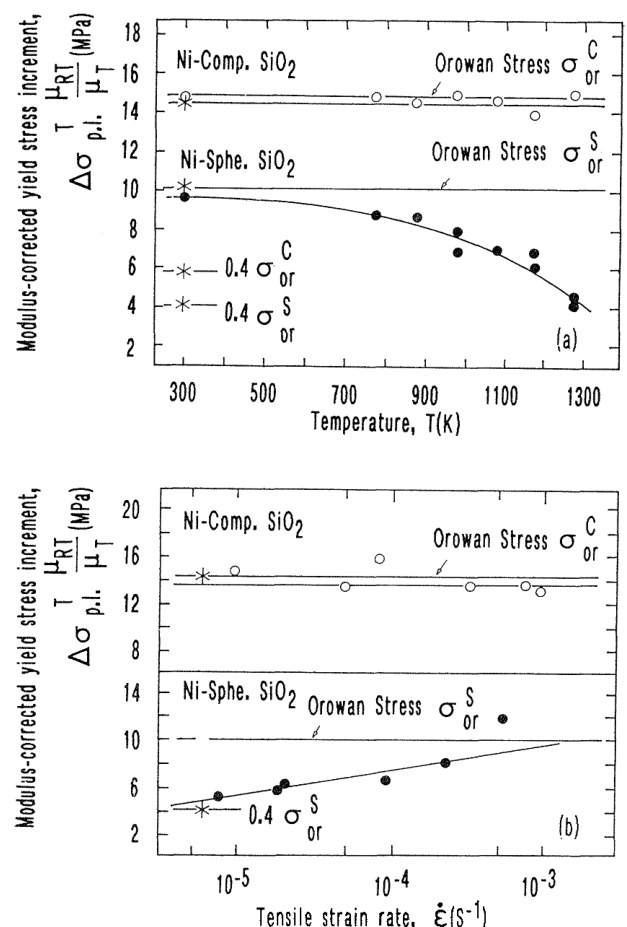 Modulus-corrected yield stress increment,
Δσ T p.l. μRT/μT (MPa)
18
16
14
12
10
8
6
4
2
Ni-Comp. SiO2
Orowan Stress σ C or
Ni-Sphe. SiO2
Orowan Stress σ S or
0.4 σ C or
0.4 σ S or
(a)
300 500 700 900 1100 1300
Temperature, T(K)
Modulus-corrected yield stress increment,
Δσ T p.l. μRT/μT (MPa)
20
18
16
14
12
10
8
Ni-Comp. SiO2
Orowan Stress σ C or
14
10
6
4
2
Ni-Sphe. SiO2
Orowan Stress σ S or
0.4 σ S or
(b)
10-5 10-4 10-3
Tensile strain rate, ε̇(S-1)